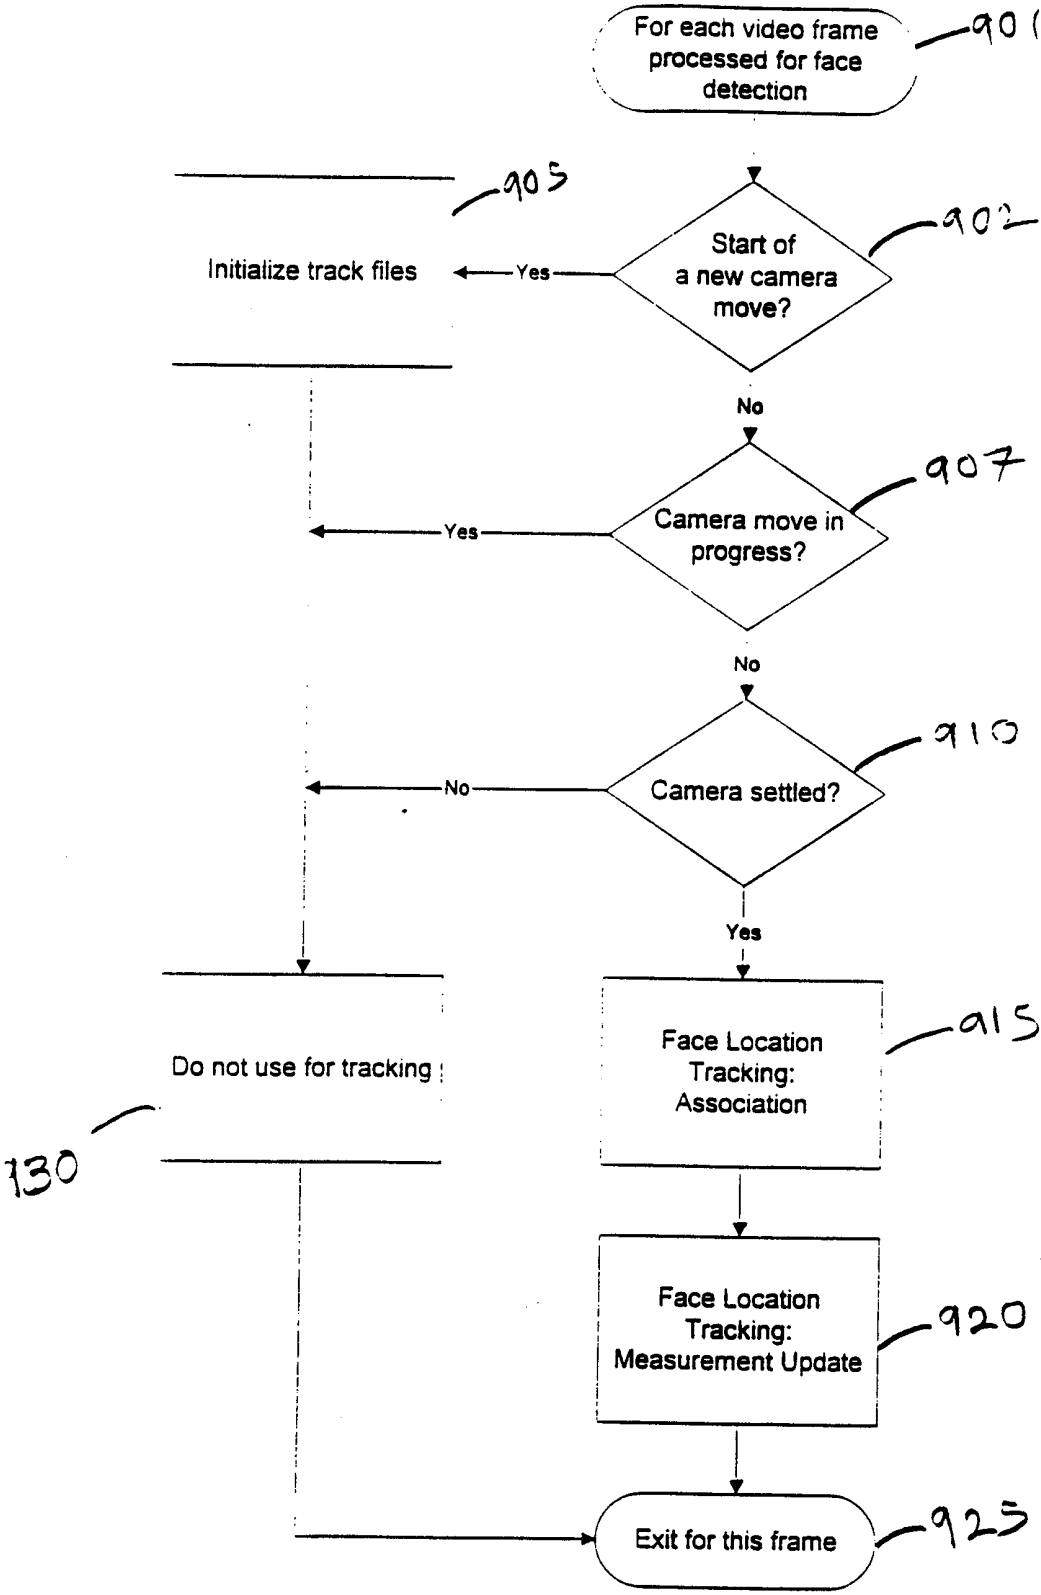 For each video frame
processed for face
detection
901
905
902
Start of
a new camera
move?
Initialize track files
Yes
No
907
Camera move in
progress?
Yes
No
910
Camera settled?
No
Yes
915
Face Location
Tracking:
Association
Do not use for tracking
130
Face Location
Tracking:
Measurement Update
920
Exit for this frame
925